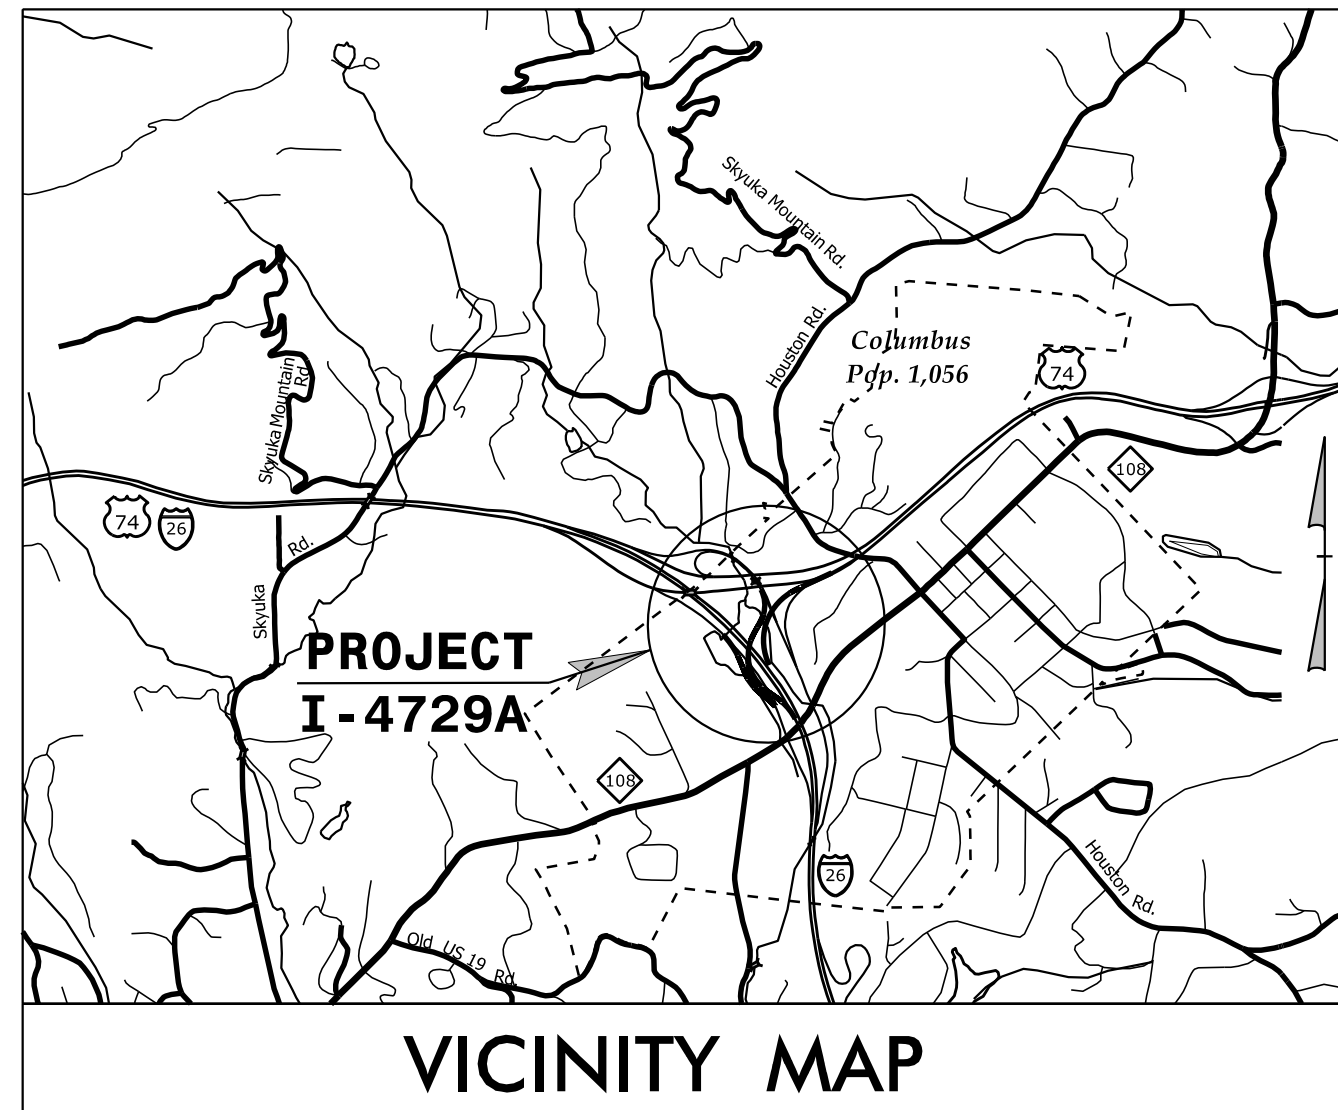 Skyuka Mountain Rd.
Houston Rd.
Columbus
Pop. 1,056
74
Skyuka Mountain
Rd.
108
74
26
Rd.
Skyuka
PROJECT
I-4729A
108
26
Houston Rd.
Old US 19 Rd.
VICINITY MAP